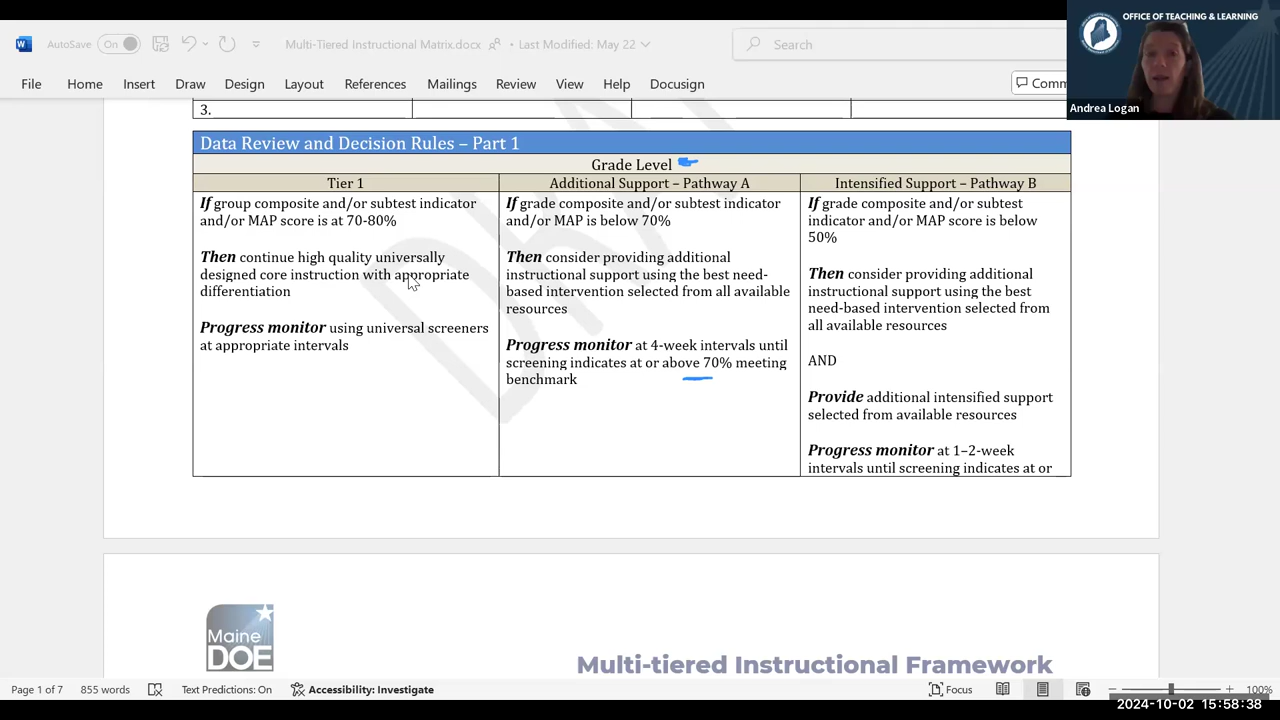 OFFICE OF TEACHING & LEARNING
AutoSave On Multi-Tiered Instructional Matrix.docx • Last Modified: May 22 Search
File Home Insert Draw Design Layout References Mailings Review View Help Docusign Comm
Andrea Logan
3.
Data Review and Decision Rules – Part 1
Grade Level
Tier 1 Additional Support – Pathway A Intensified Support – Pathway B
If group composite and/or subtest indicator
and/or MAP score is at 70-80%
Then continue high quality universally
designed core instruction with appropriate
differentiation
Progress monitor using universal screeners
at appropriate intervals
If grade composite and/or subtest indicator
and/or MAP is below 70%
Then consider providing additional
instructional support using the best need-
based intervention selected from all available
resources
Progress monitor at 4-week intervals until
screening indicates at or above 70% meeting
benchmark
If grade composite and/or subtest
indicator and/or MAP score is below
50%
Then consider providing additional
instructional support using the best
need-based intervention selected from
all available resources
AND
Provide additional intensified support
selected from available resources
Progress monitor at 1–2-week
intervals until screening indicates at or
DRAFT
Maine
DOE
Multi-tiered Instructional Framework
Page 1 of 7 855 words Text Predictions: On Accessibility: Investigate Focus 100%
2024-10-02 15:58:38